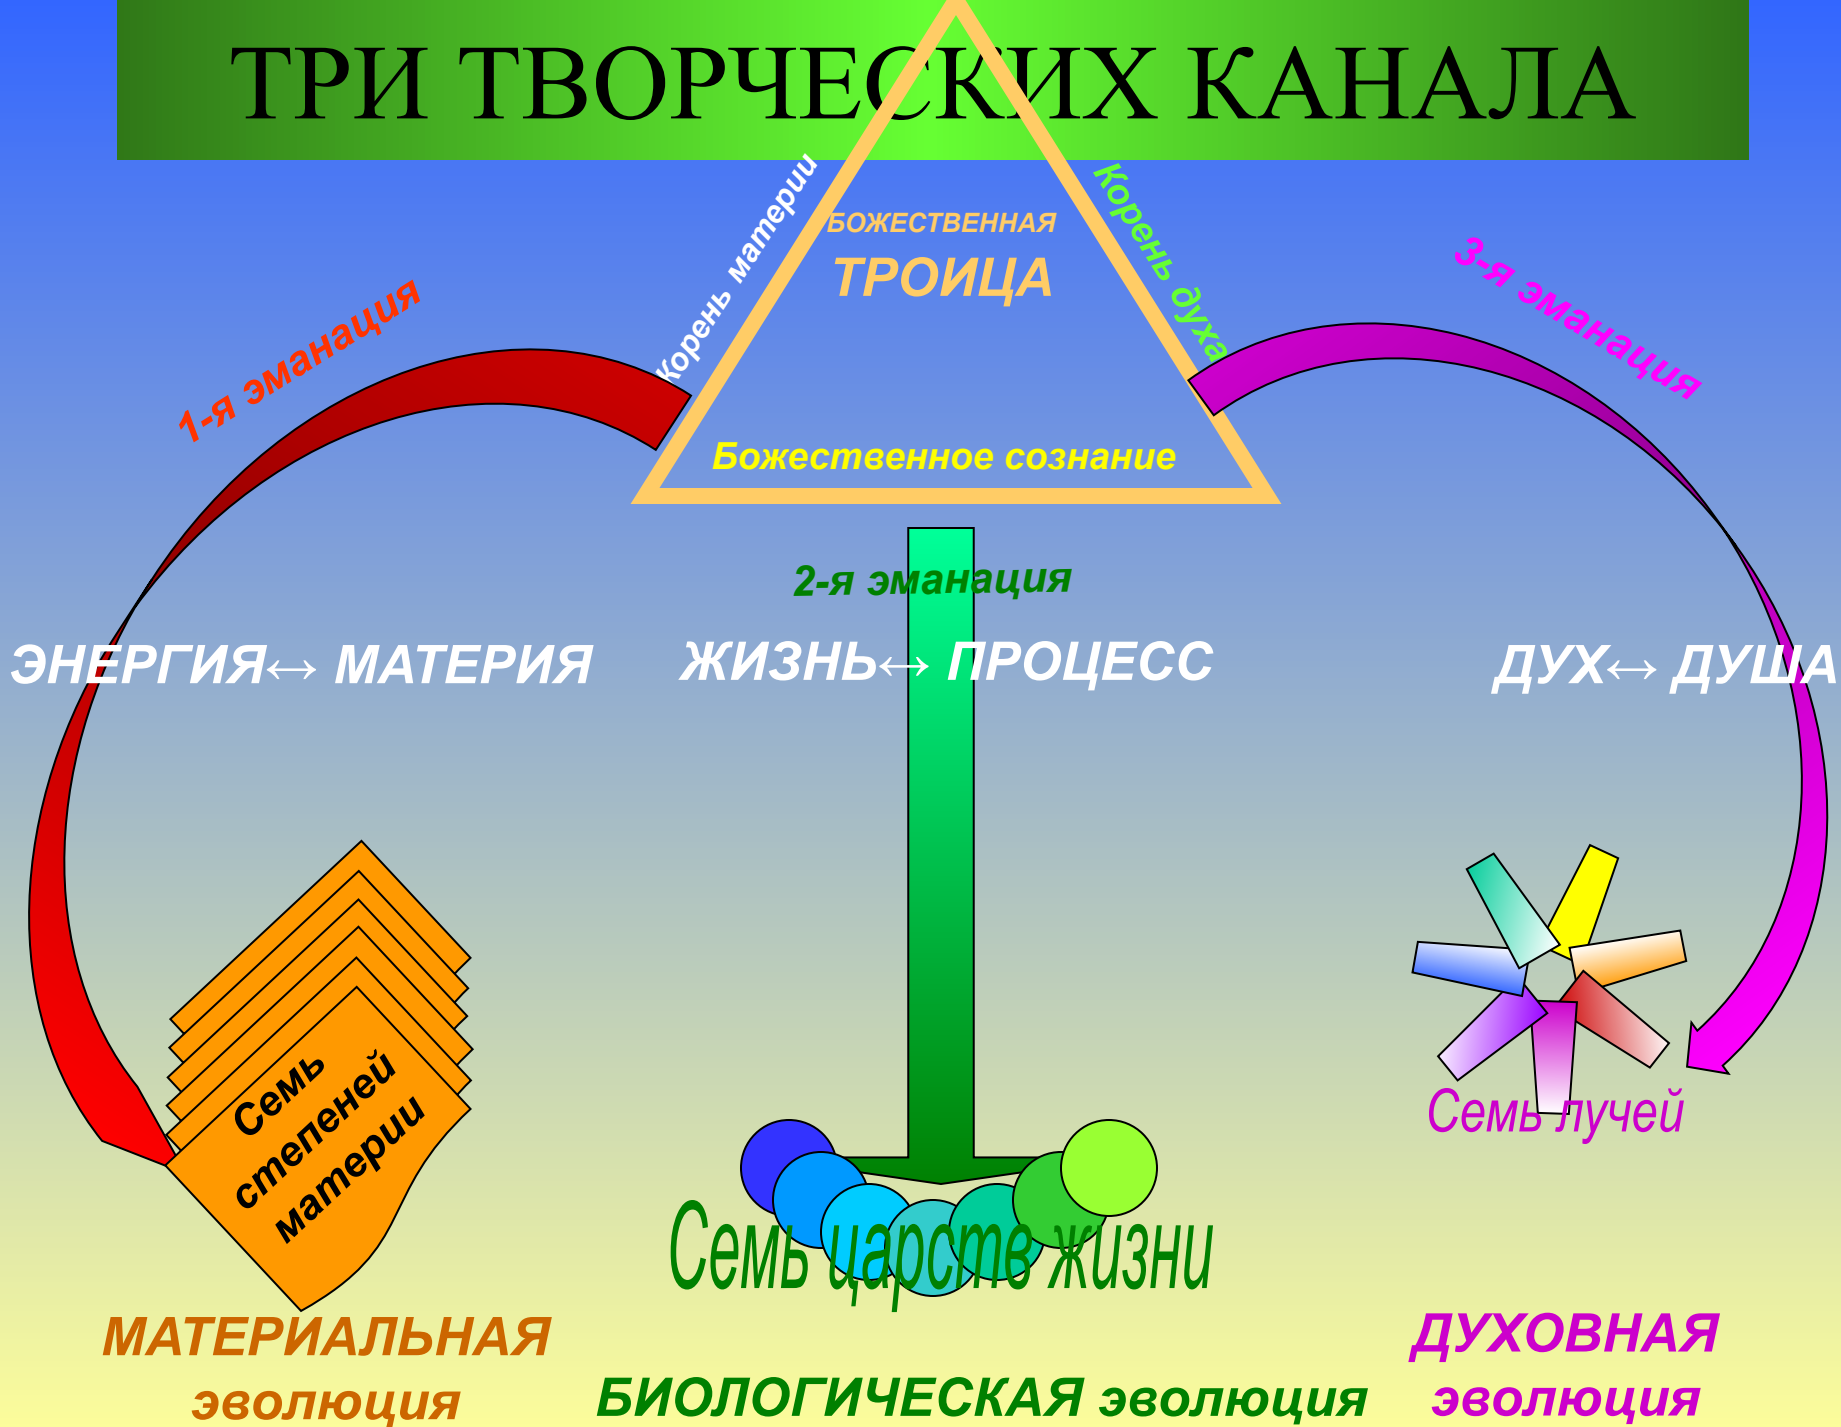 ТРИ ТВОРЧЕСКИХ КАНАЛА
Корень материи
БОЖЕСТВЕННАЯ
ТРОИЦА
Корень духа
Божественное сознание
1-я эманация
2-я эманация
3-я эманация
ЭНЕРГИЯ↔ МАТЕРИЯ
ЖИЗНЬ↔ ПРОЦЕСС
ДУХ↔ ДУША
Семь
степеней
материи
Семь царств жизни
Семь лучей
МАТЕРИАЛЬНАЯ
эволюция
БИОЛОГИЧЕСКАЯ эволюция
ДУХОВНАЯ
эволюция